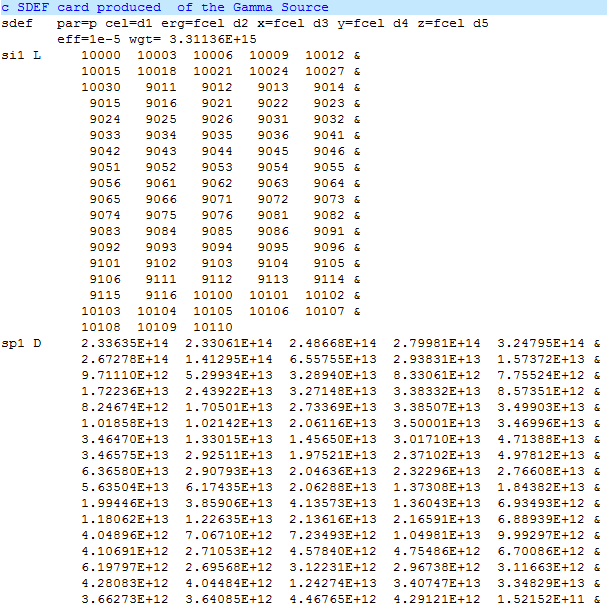 c SDEF card produced  of the Gamma Source
sdef   par=p cel=d1 erg=fcel d2 x=fcel d3 y=fcel d4 z=fcel d5
       eff=1e-5 wgt= 3.31136E+15
si1 L     10000  10003  10006  10009  10012 &
          10015  10018  10021  10024  10027 &
          10030   9011   9012   9013   9014 &
           9015   9016   9021   9022   9023 &
           9024   9025   9026   9031   9032 &
           9033   9034   9035   9036   9041 &
           9042   9043   9044   9045   9046 &
           9051   9052   9053   9054   9055 &
           9056   9061   9062   9063   9064 &
           9065   9066   9071   9072   9073 &
           9074   9075   9076   9081   9082 &
           9083   9084   9085   9086   9091 &
           9092   9093   9094   9095   9096 &
           9101   9102   9103   9104   9105 &
           9106   9111   9112   9113   9114 &
           9115   9116  10100  10101  10102 &
          10103  10104  10105  10106  10107 &
          10108  10109  10110
sp1 D     2.33635E+14  2.33061E+14  2.48668E+14  2.79981E+14  3.24795E+14 &
          2.67278E+14  1.41295E+14  6.55755E+13  2.93831E+13  1.57372E+13 &
          9.71110E+12  5.29934E+13  3.28940E+13  8.33061E+12  7.75524E+12 &
          1.72236E+13  2.43922E+13  3.27148E+13  3.38332E+13  8.57351E+12 &
          8.24674E+12  1.70501E+13  2.73369E+13  3.38507E+13  3.49903E+13 &
          1.01858E+13  1.02142E+13  2.06116E+13  3.50001E+13  3.46996E+13 &
          3.46470E+13  1.33015E+13  1.45650E+13  3.01710E+13  4.71388E+13 &
          3.46575E+13  2.92511E+13  1.97521E+13  2.37102E+13  4.97812E+13 &
          6.36580E+13  2.90793E+13  2.04636E+13  2.32296E+13  2.76608E+13 &
          5.63504E+13  6.17435E+13  2.06288E+13  1.37308E+13  1.84382E+13 &
          1.99446E+13  3.85906E+13  4.13573E+13  1.36043E+13  6.93493E+12 &
          1.18062E+13  1.22635E+13  2.13616E+13  2.16591E+13  6.88939E+12 &
          4.04896E+12  7.06710E+12  7.23493E+12  1.04981E+13  9.99297E+12 &
          4.10691E+12  2.71053E+12  4.57840E+12  4.75486E+12  6.70086E+12 &
          6.19797E+12  2.69568E+12  3.12231E+12  2.96738E+12  3.11663E+12 &
          4.28083E+12  4.04484E+12  1.24274E+13  3.40747E+13  3.34829E+13 &
          3.66273E+12  3.64085E+12  4.46765E+12  4.29121E+12  1.52152E+11 &